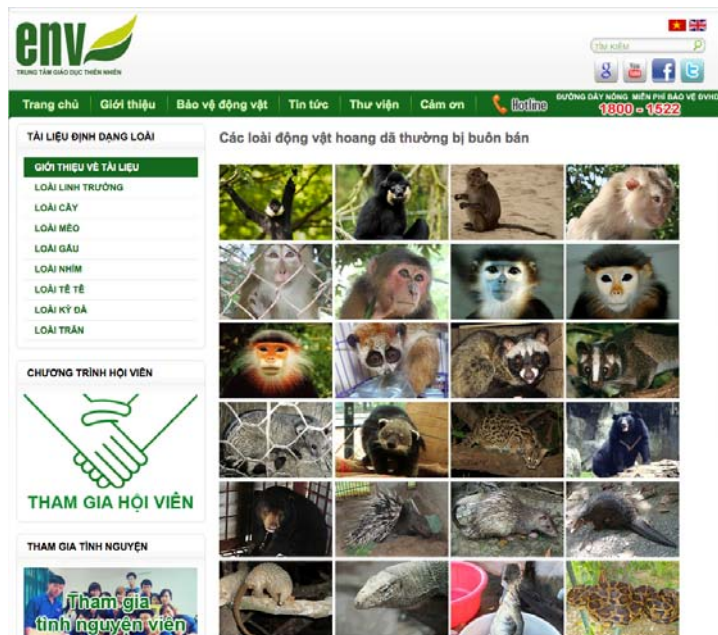 env
TRUNG TÂM GIÁO DỤC THIÊN NHIÊN
TÌM KIẾM
Trang chủ
Giới thiệu
Bảo vệ động vật
Tin tức
Thư viện
Cảm ơn
Hotline
ĐƯỜNG DÂY NÓNG MIỄN PHÍ BẢO VỆ ĐVHD
1800 - 1522
TÀI LIỆU ĐỊNH DẠNG LOÀI
Các loài động vật hoang dã thường bị buôn bán
GIỚI THIỆU VỀ TÀI LIỆU
LOÀI LINH TRƯỞNG
LOÀI CẦY
LOÀI MÈO
LOÀI GẤU
LOÀI NHÍM
LOÀI TÊ TÊ
LOÀI KỲ ĐÀ
LOÀI TRĂN
CHƯƠNG TRÌNH HỘI VIÊN
THAM GIA HỘI VIÊN
THAM GIA TÌNH NGUYỆN
Tham gia
tình nguyện viên